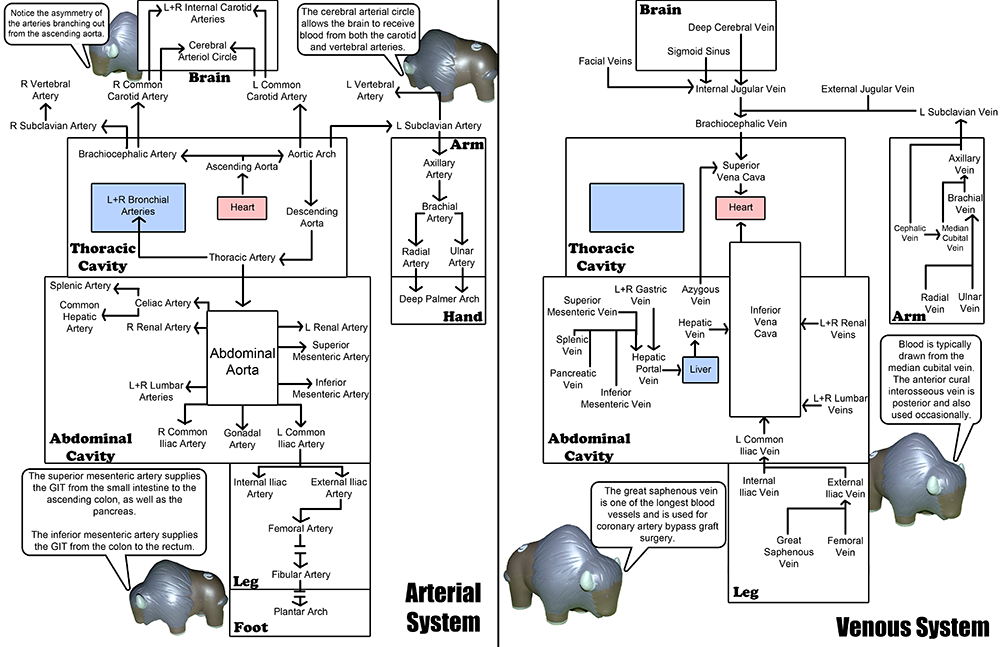 Notice the asymmetry of
the arteries branching out
from the ascending aorta.
L+R Internal Carotid
Arteries
Cerebral
Arteriol Circle
Brain
The cerebral arterial circle
allows the brain to receive
blood from both the carotid
and vertebral arteries.
R Vertebral
Artery
R Common
Carotid Artery
L Common
Carotid Artery
L Vertebral
Artery
R Subclavian Artery
L Subclavian Artery
Brachiocephalic Artery
Aortic Arch
Ascending Aorta
L+R Bronchial
Arteries
Heart
Descending
Aorta
Thoracic
Cavity
Thoracic Artery
Arm
Axillary
Artery
Brachial
Artery
Radial
Artery
Ulnar
Artery
Deep Palmer Arch
Hand
Splenic Artery
Celiac Artery
Common
Hepatic
Artery
R Renal Artery
L Renal Artery
Abdominal
Aorta
Superior
Mesenteric Artery
L+R Lumbar
Arteries
Inferior
Mesenteric Artery
R Common
Iliac Artery
Gonadal
Artery
L Common
Iliac Artery
Abdominal
Cavity
The superior mesenteric artery supplies
the GIT from the small intestine to the
ascending colon, as well as the
pancreas.
The inferior mesenteric artery supplies
the GIT from the colon to the rectum.
Internal Iliac
Artery
External Iliac
Artery
Femoral Artery
Fibular Artery
Leg
Plantar Arch
Foot
Arterial
System
Brain
Deep Cerebral Vein
Sigmoid Sinus
Facial Veins
Internal Jugular Vein
External Jugular Vein
L Subclavian Vein
Brachiocephalic Vein
Superior
Vena Cava
Heart
Thoracic
Cavity
Arm
Axillary
Vein
Brachial
Vein
Cephalic
Vein
Median
Cubital
Vein
Radial
Vein
Ulnar
Vein
L+R Gastric
Vein
Azygous
Vein
Superior
Mesenteric Vein
Hepatic
Vein
Inferior
Vena
Cava
L+R Renal
Veins
Splenic
Vein
Pancreatic
Vein
Hepatic
Portal
Vein
Liver
Inferior
Mesenteric Vein
L+R Lumbar
Veins
Abdominal
Cavity
L Common
Iliac Vein
Blood is typically
drawn from the
median cubital vein.
The anterior cural
interosseous vein is
posterior and also
used occasionally.
Internal
Iliac Vein
External
Iliac Vein
The great saphenous vein
is one of the longest blood
vessels and is used for
coronary artery bypass graft
surgery.
Great
Saphenous
Vein
Femoral
Vein
Leg
Venous System